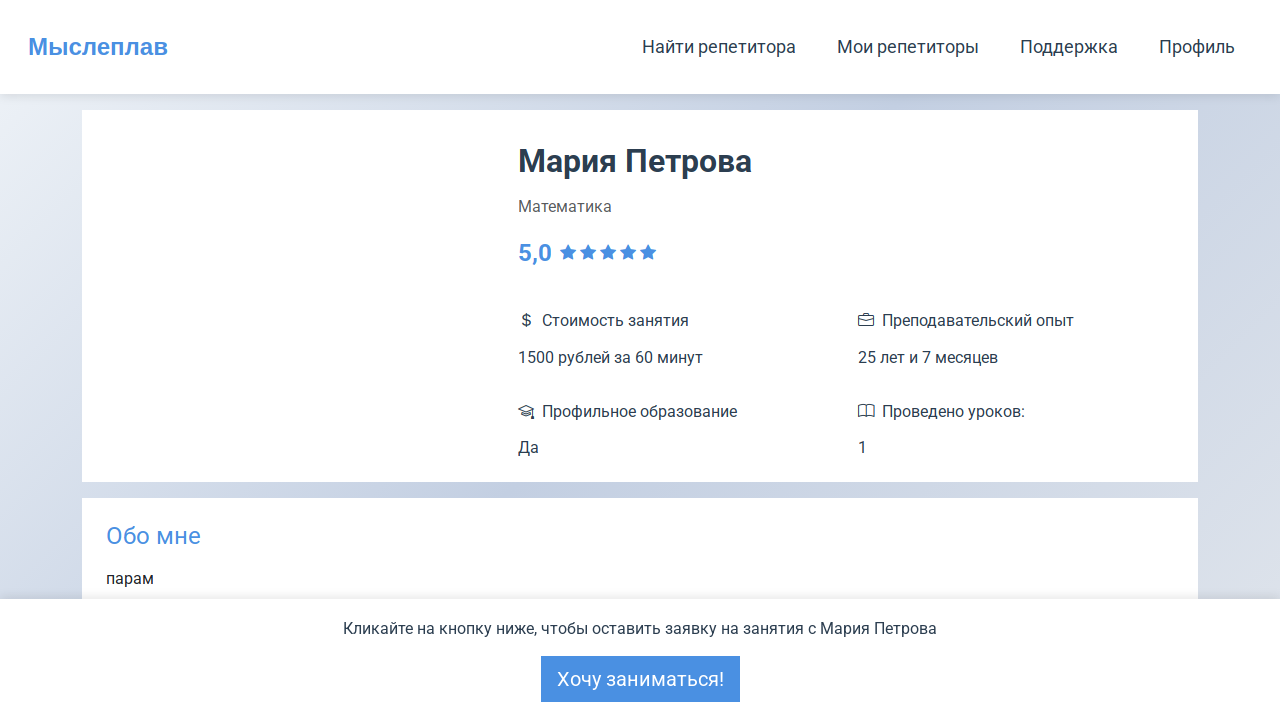 Мыслеплав
Найти репетитора
Мои репетиторы
Поддержка
Профиль
Мария Петрова
Математика
5,0
$ Стоимость занятия
1500 рублей за 60 минут
Преподавательский опыт
25 лет и 7 месяцев
Профильное образование
Да
Проведено уроков:
1
Обо мне
парам
Кликайте на кнопку ниже, чтобы оставить заявку на занятия с Мария Петрова
Хочу заниматься!